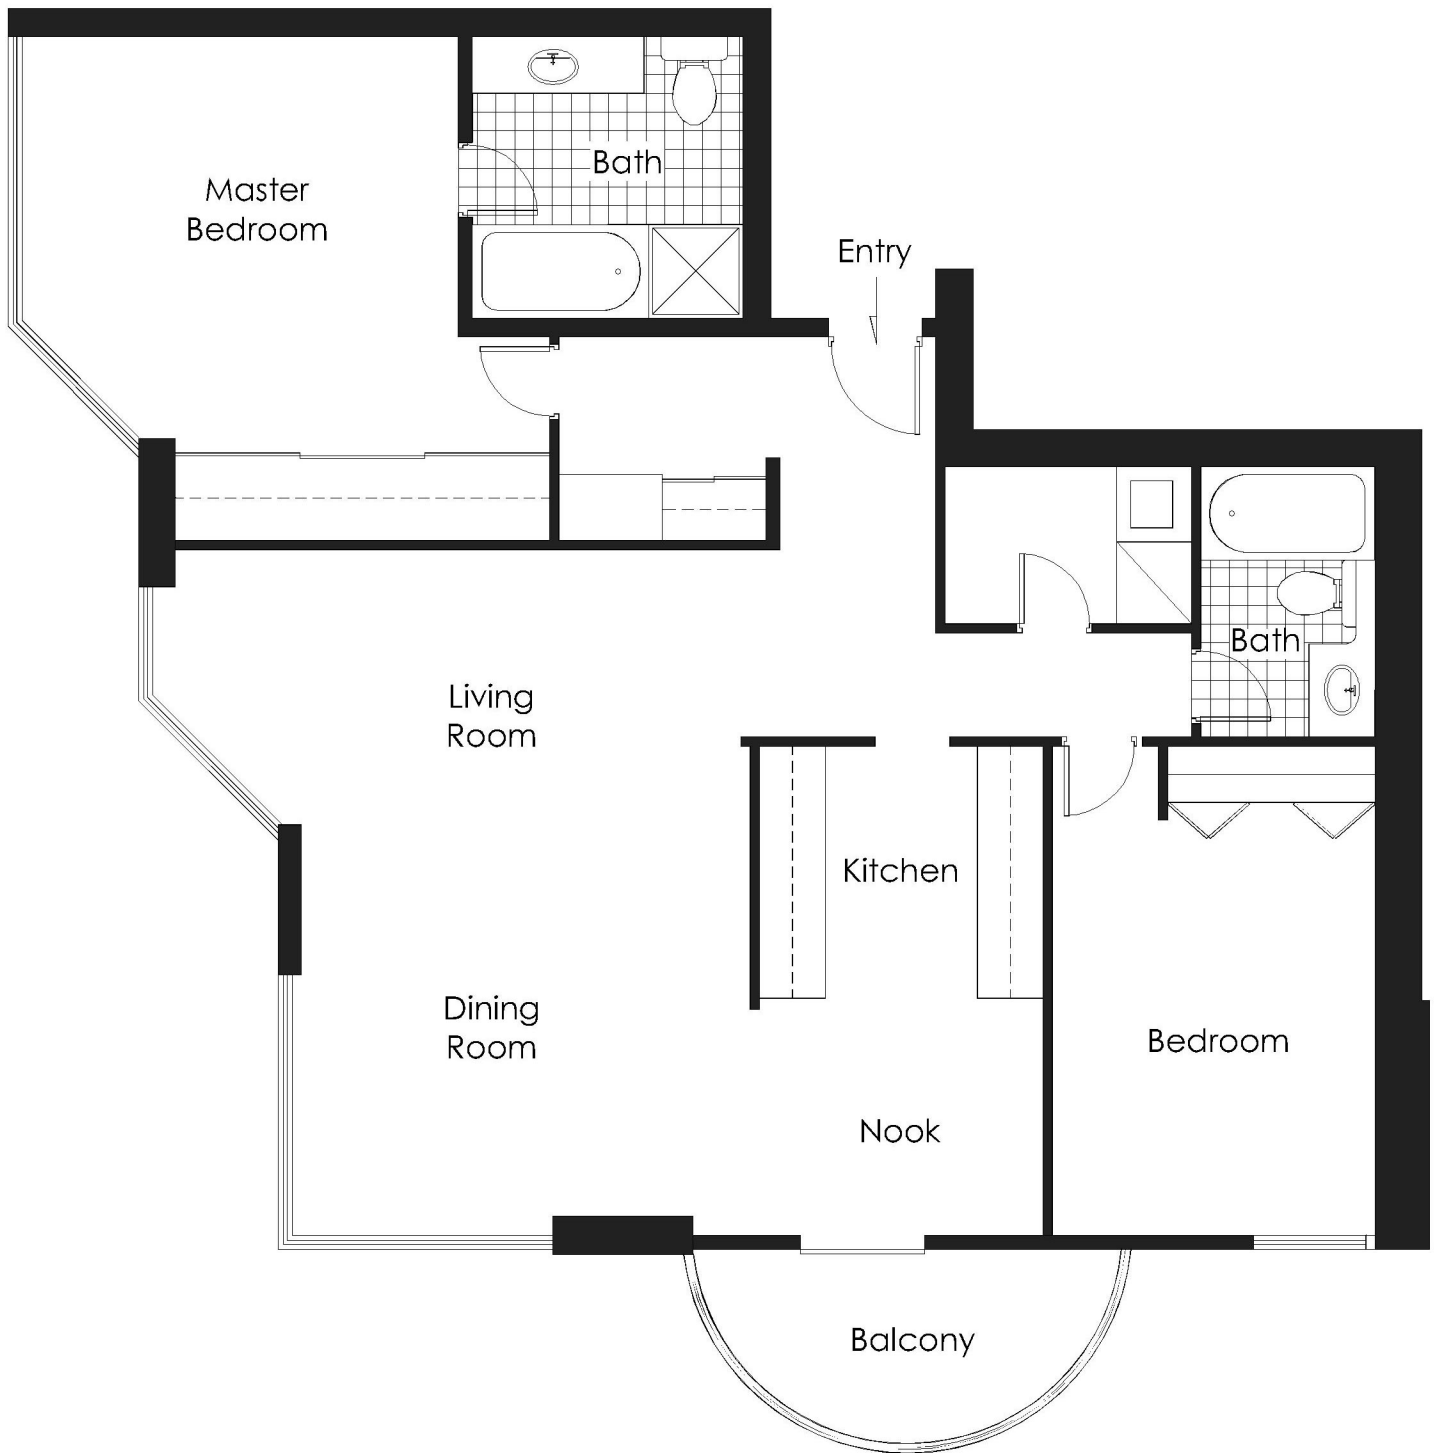 Master
Bedroom
Bath
Entry
Bath
Living
Room
Kitchen
Dining
Room
Bedroom
Nook
Balcony